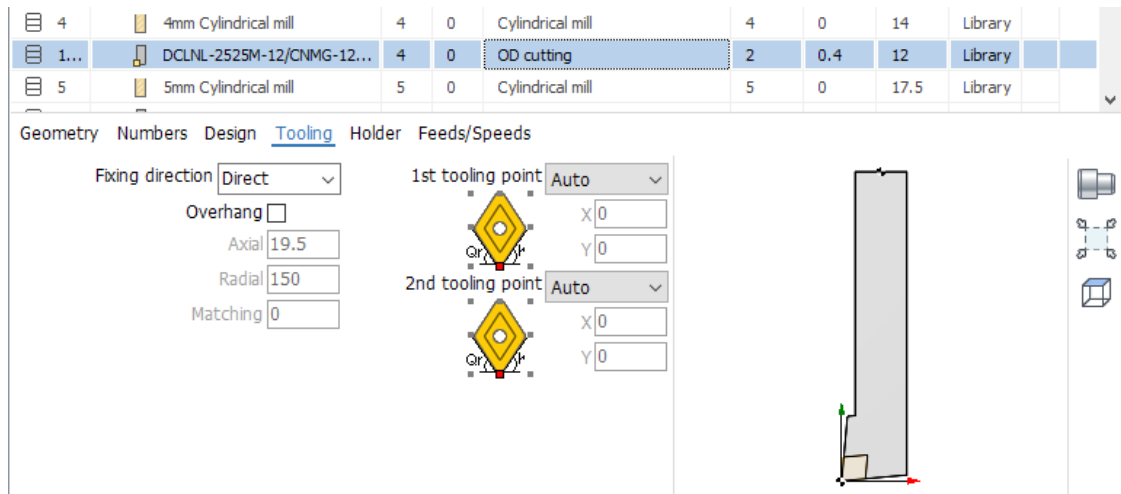 4 4mm Cylindrical mill 4 0 Cylindrical mill 4 0 14 Library
1... DCLNL-2525M-12/CNMG-12... 4 0 OD cutting 2 0.4 12 Library
5 5mm Cylindrical mill 5 0 Cylindrical mill 5 0 17.5 Library
Geometry Numbers Design Tooling Holder Feeds/Speeds
Fixing direction Direct 1st tooling point Auto
Overhang X 0
Axial 19.5 Y 0
Radial 150 2nd tooling point Auto
Matching 0 X 0
Y 0